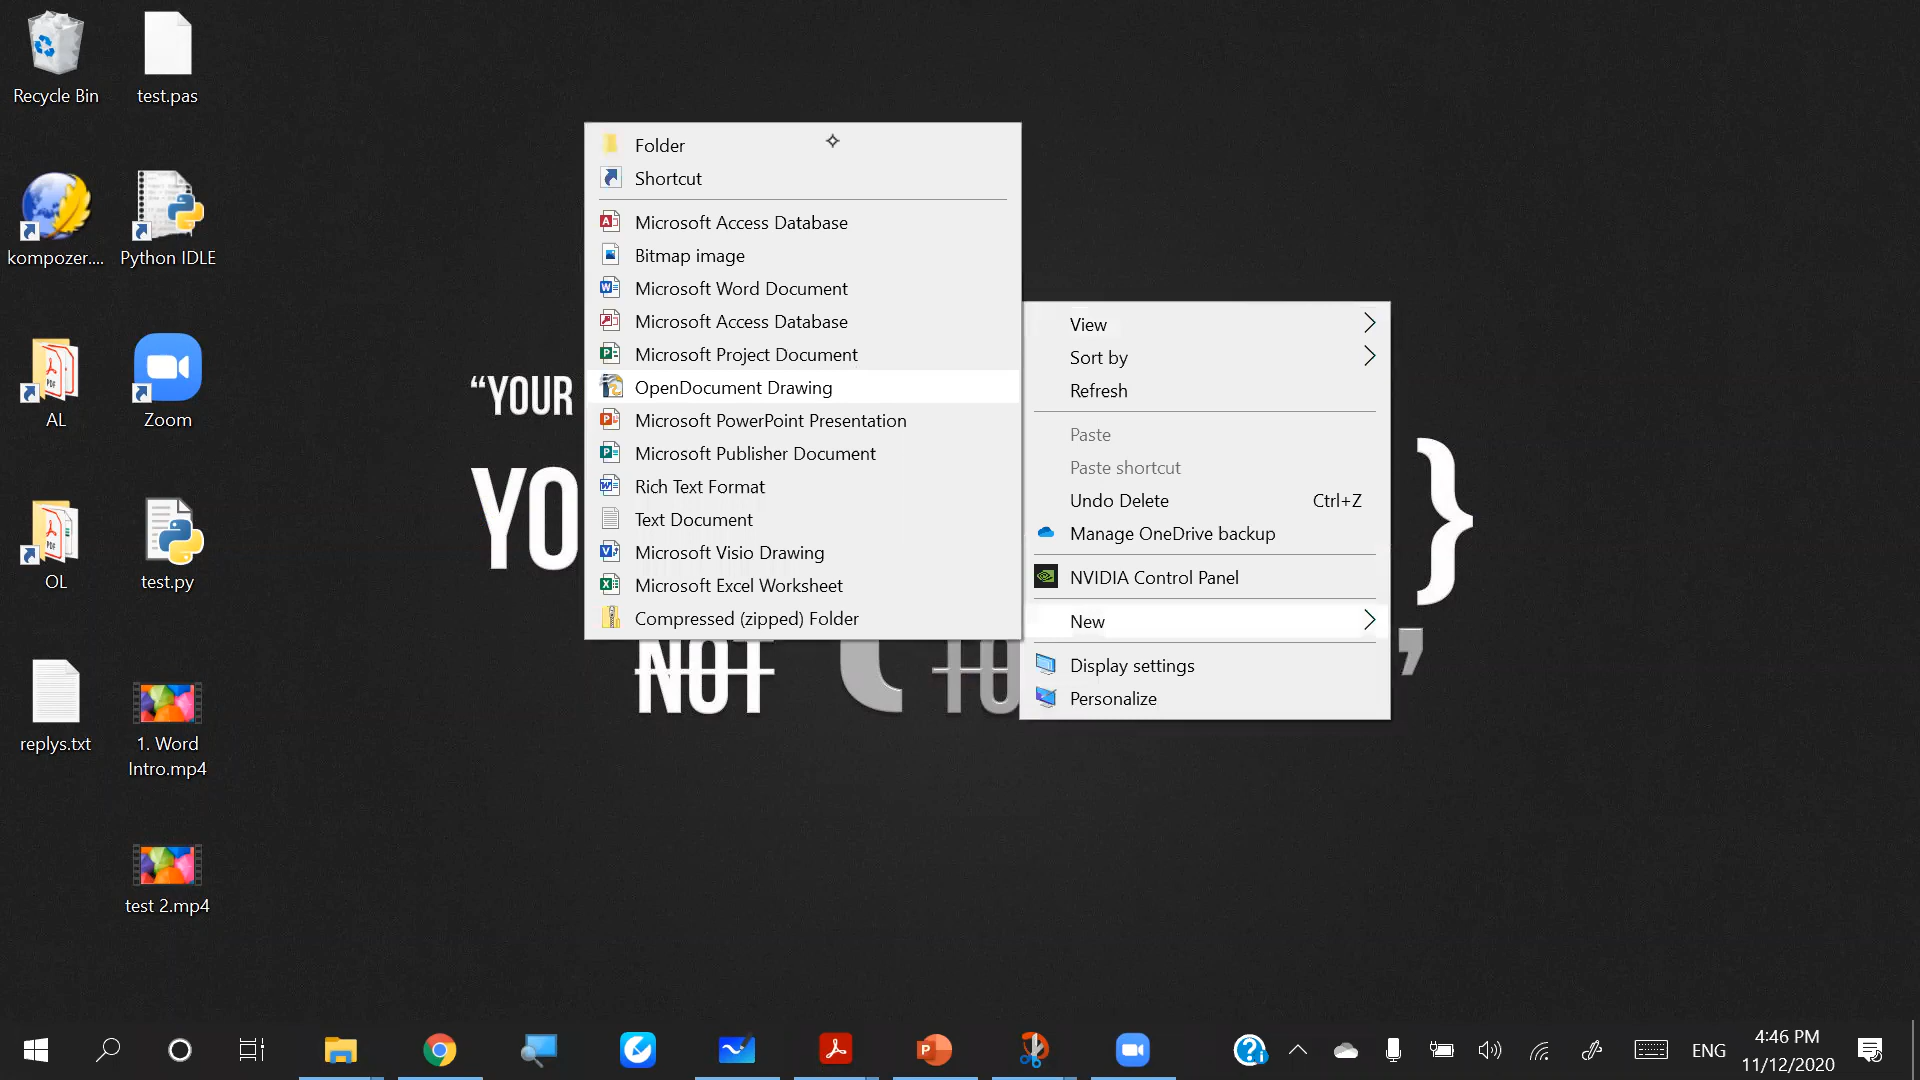 Recycle Bin
test.pas
kompozer....
Python IDLE
AL
Zoom
OL
test.py
replys.txt
1. Word
Intro.mp4
test 2.mp4
“YOUR
YO
}
NOT
TO
Folder
Shortcut
Microsoft Access Database
Bitmap image
Microsoft Word Document
Microsoft Access Database
Microsoft Project Document
OpenDocument Drawing
Microsoft PowerPoint Presentation
Microsoft Publisher Document
Rich Text Format
Text Document
Microsoft Visio Drawing
Microsoft Excel Worksheet
Compressed (zipped) Folder
View
Sort by
Refresh
Paste
Paste shortcut
Undo Delete Ctrl+Z
Manage OneDrive backup
NVIDIA Control Panel
New
Display settings
Personalize
ENG
4:46 PM
11/12/2020